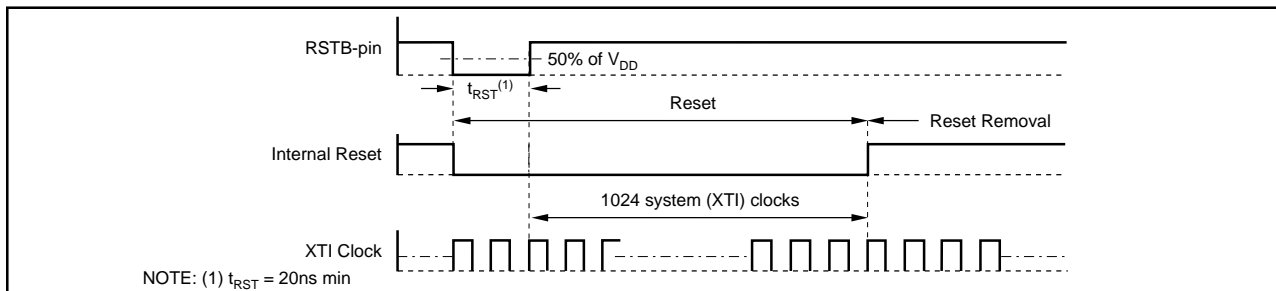 RSTB-pin
50% of VDD
tRST(1)
Reset
Reset Removal
Internal Reset
1024 system (XTI) clocks
XTI Clock
NOTE: (1) tRST = 20ns min